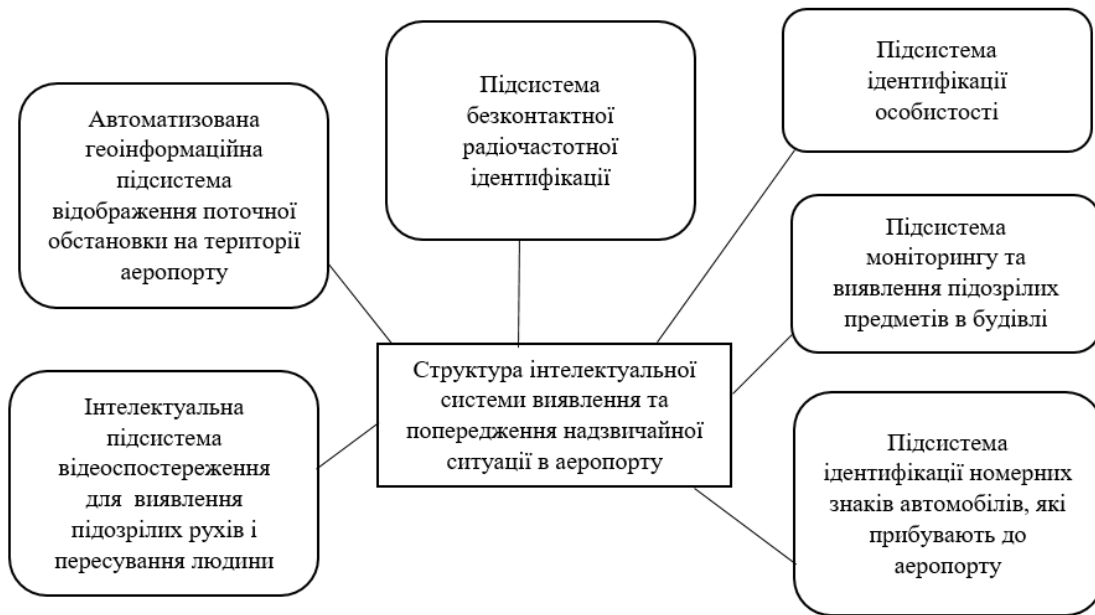 Автоматизована
геоінформаційна
підсистема
відображення поточної
обстановки на території
аеропорту
Підсистема
безконтактної
радіочастотної
ідентифікації
Підсистема
ідентифікації
особистості
Підсистема
моніторингу та
виявлення підозрілих
предметів в будівлі
Структура інтелектуальної
системи виявлення та
попередження надзвичайної
ситуації в аеропорту
Інтелектуальна
підсистема
відеоспостереження
для виявлення
підозрілих рухів і
пересування людини
Підсистема
ідентифікації номерних
знаків автомобілів, які
прибувають до
аеропорту